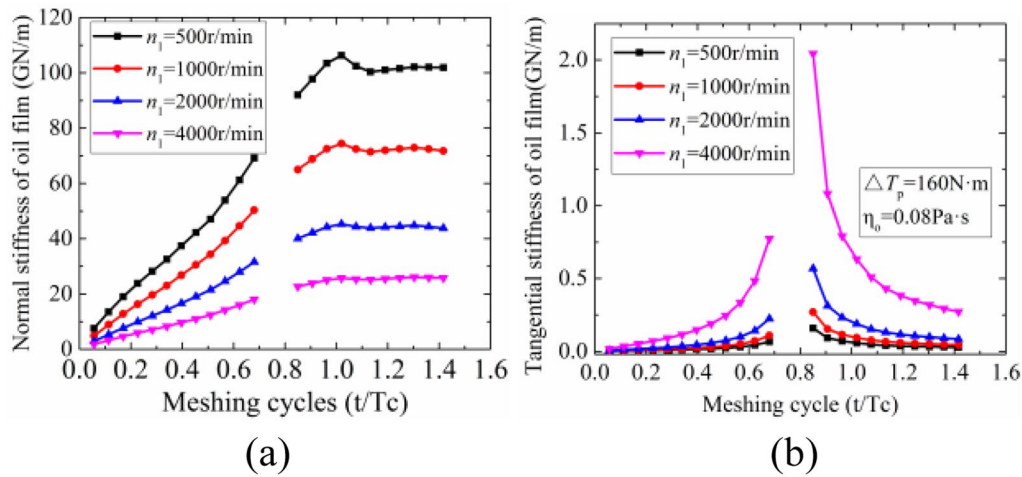 Normal stiffness of oil film (GN/m)
120
100
80
60
40
20
0
n1=500r/min
n1=1000r/min
n1=2000r/min
n1=4000r/min
0.0 0.2 0.4 0.6 0.8 1.0 1.2 1.4 1.6
Meshing cycles (t/Tc)
(a)
Tangential stiffness of oil film(GN/m)
2.0
1.5
1.0
0.5
0.0
n1=500r/min
n1=1000r/min
n1=2000r/min
n1=4000r/min
△Tp=160N·m
η0=0.08Pa·s
0.0 0.2 0.4 0.6 0.8 1.0 1.2 1.4 1.6
Meshing cycle (t/Tc)
(b)